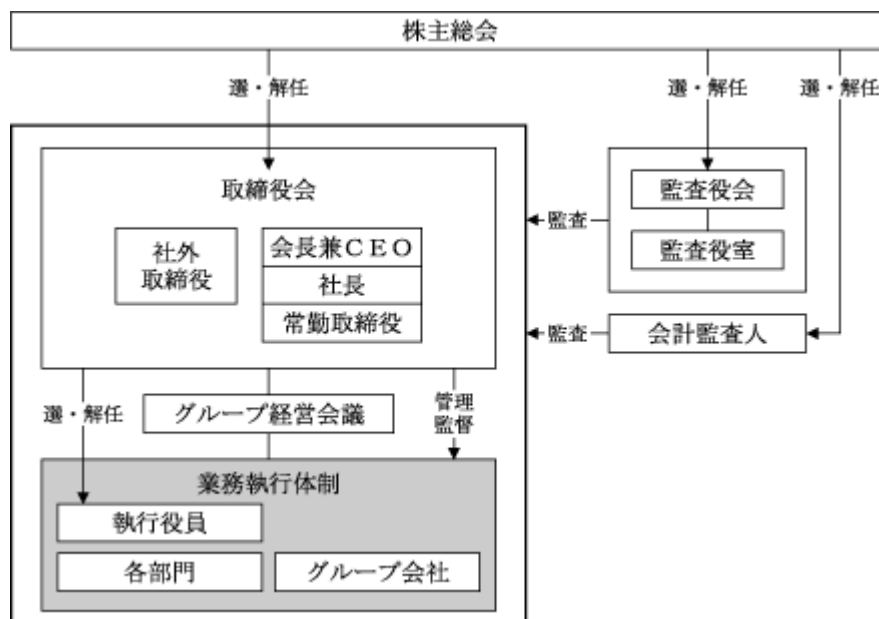 株主総会
選・解任
選・解任
選・解任
取締役会
社外
取締役
会長兼CEO
社長
常勤取締役
監査役会
監査役室
監査
監査
会計監査人
選・解任
グループ経営会議
管理
監督
業務執行体制
執行役員
各部門
グループ会社